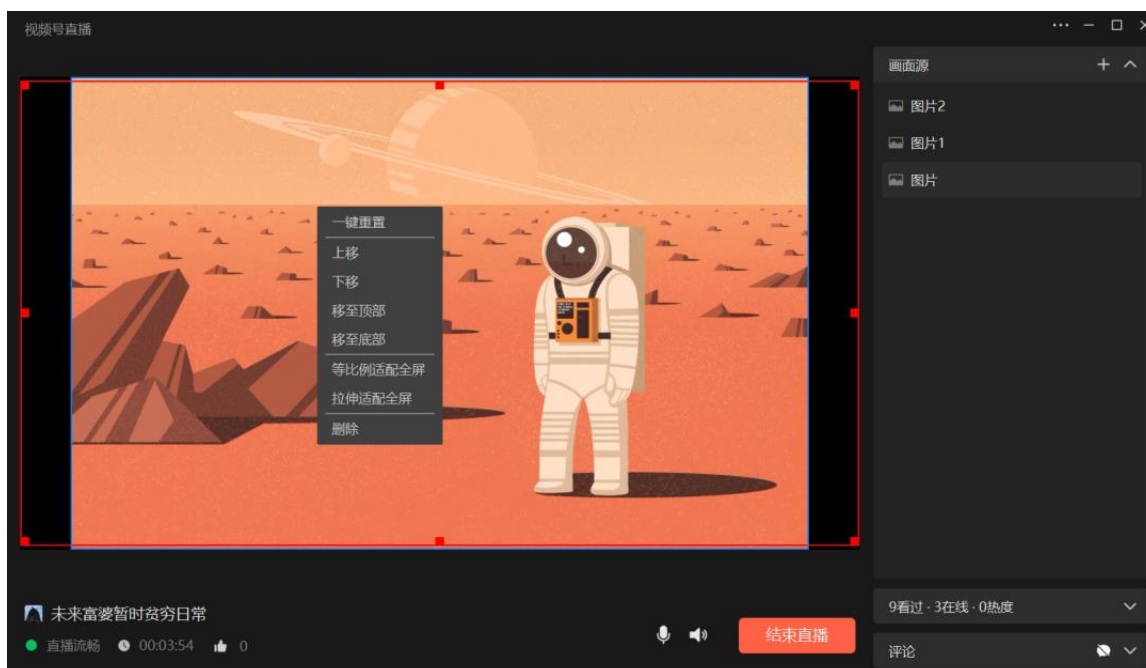 视频号直播
画面源
图片2
图片1
图片
一键重置
上移
下移
移至顶部
移至底部
等比例适配全屏
拉伸适配全屏
删除
未来富婆暂时贫穷日常
直播流畅 00:03:54 0
结束直播
9看过 · 3在线 · 0热度
评论